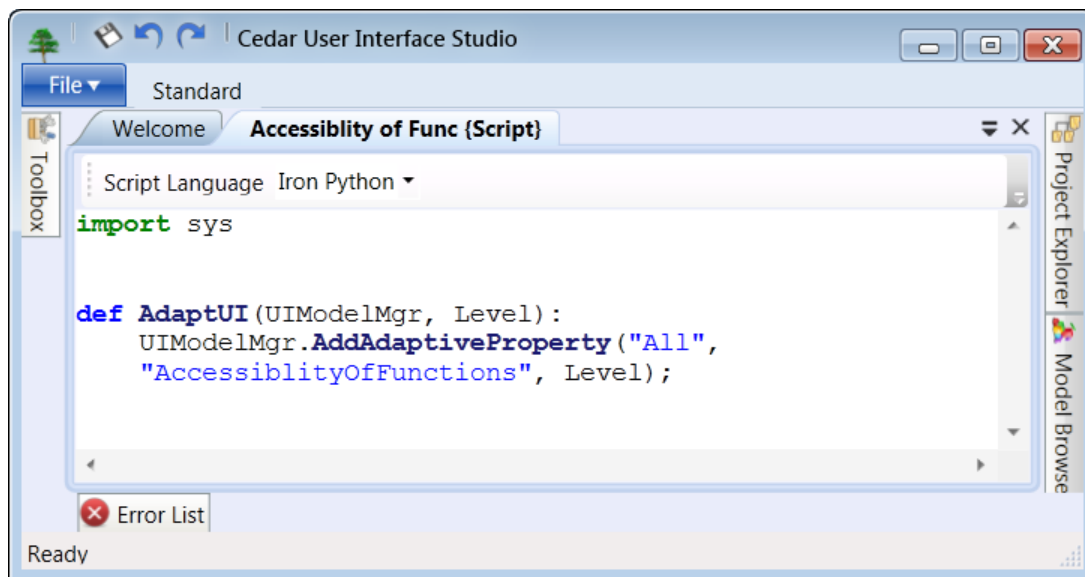 Cedar User Interface Studio
File
Standard
Toolbox
Welcome
Accessiblity of Func {Script}
Project Explorer
Model Browse
Script Language Iron Python
import sys
def AdaptUI(UIModelMgr, Level):
UIModelMgr.AddAdaptiveProperty("All",
"AccessiblityOfFunctions", Level);
Error List
Ready